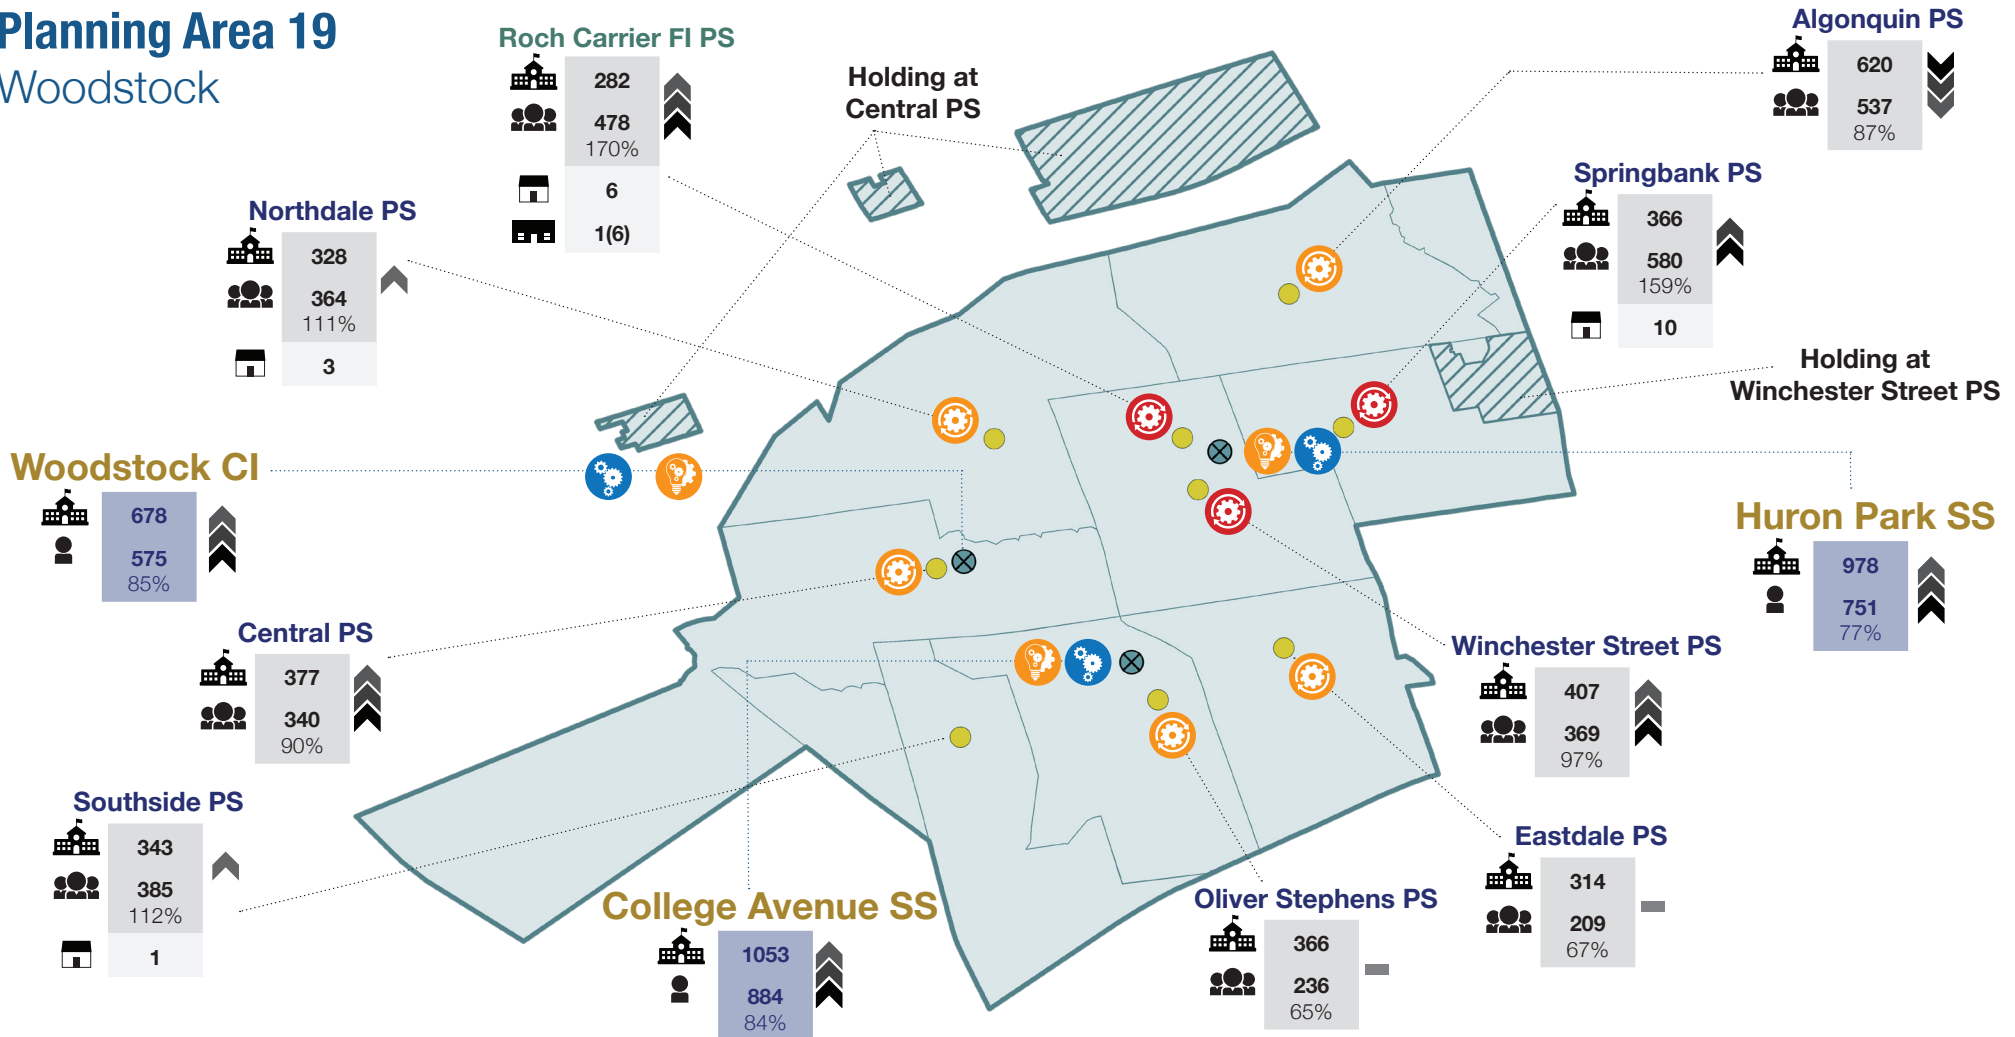 Planning Area 19
Woodstock
Roch Carrier FI PS
282
478
170%
6
1(6)
Holding at
Central PS
Algonquin PS
620
537
87%
Northdale PS
328
364
111%
3
Springbank PS
366
580
159%
10
Holding at
Winchester Street PS
Woodstock CI
678
575
85%
Huron Park SS
978
751
77%
Central PS
377
340
90%
Winchester Street PS
407
369
97%
Southside PS
343
385
112%
1
College Avenue SS
1053
884
84%
Oliver Stephens PS
366
236
65%
Eastdale PS
314
209
67%